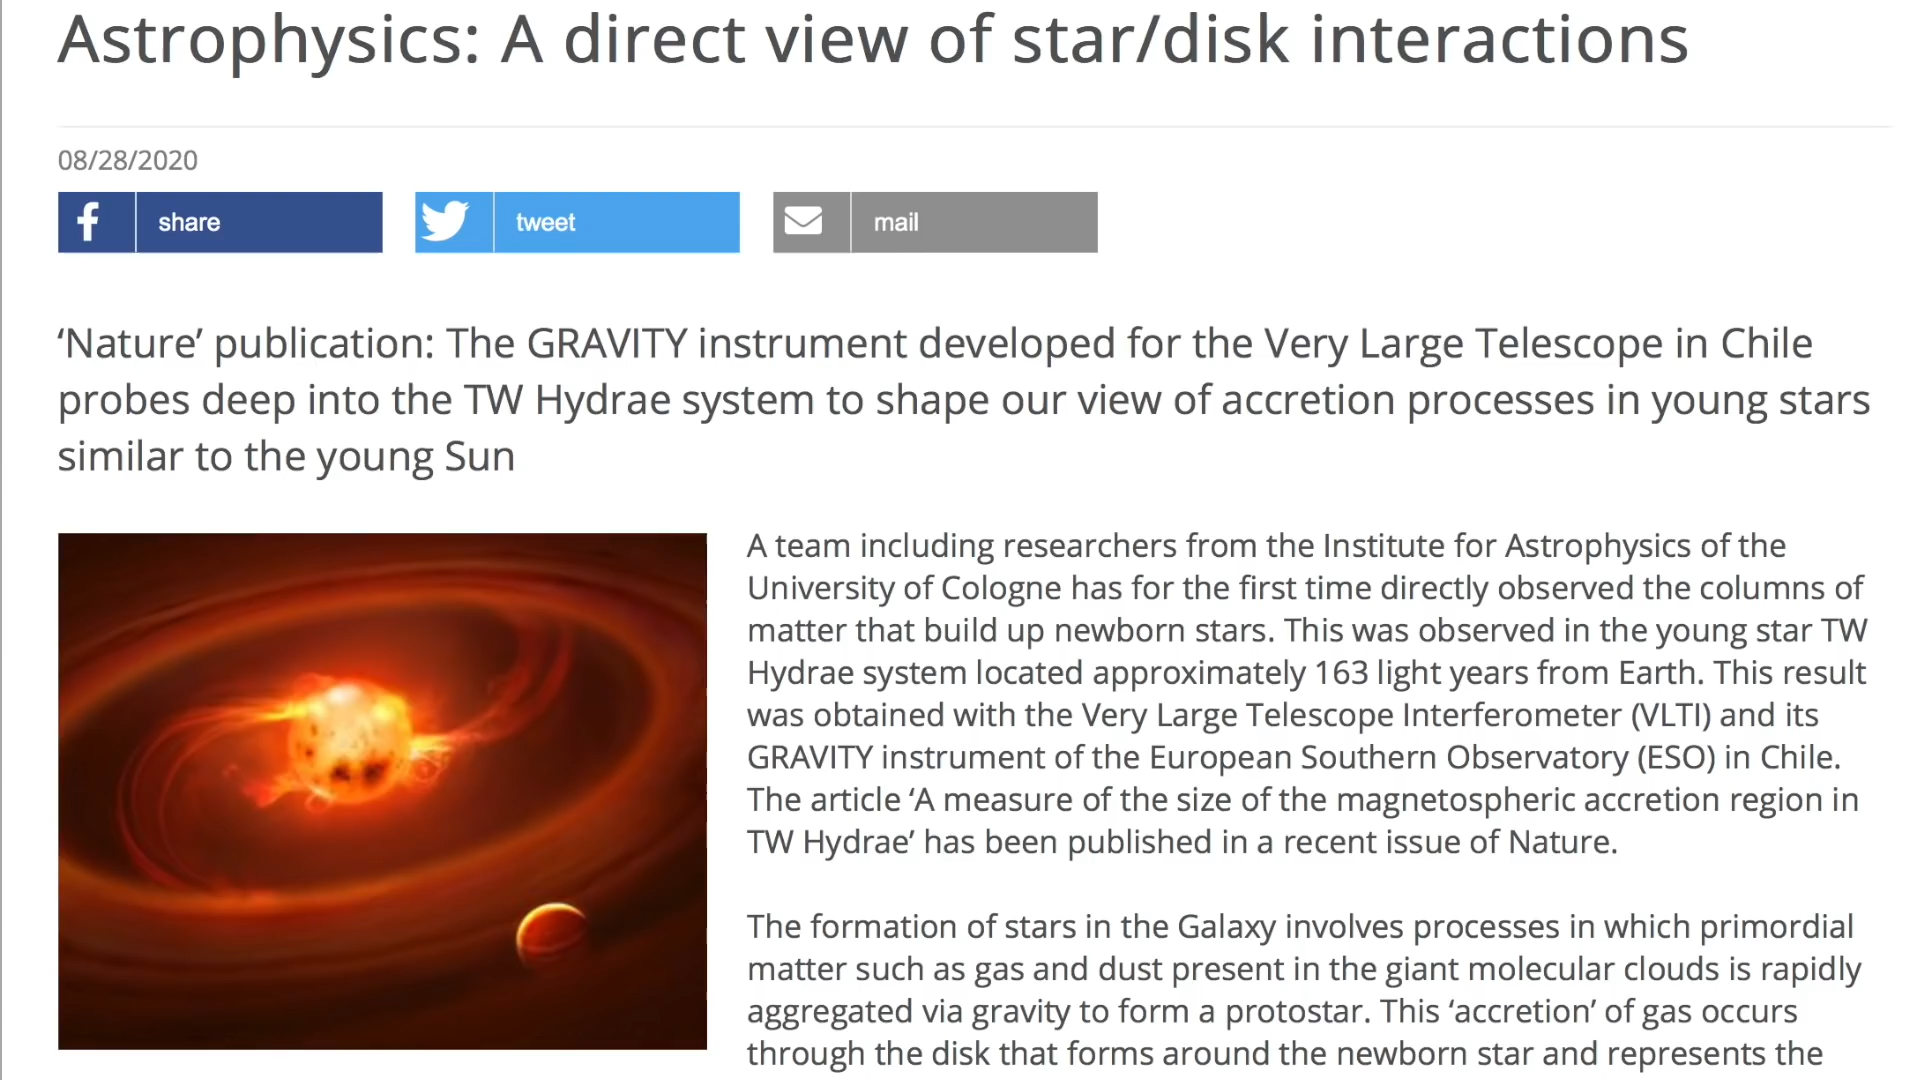 Astrophysics: A direct view of star/disk interactions
08/28/2020
share
tweet
mail
‘Nature’ publication: The GRAVITY instrument developed for the Very Large Telescope in Chile
probes deep into the TW Hydrae system to shape our view of accretion processes in young stars
similar to the young Sun
A team including researchers from the Institute for Astrophysics of the
University of Cologne has for the first time directly observed the columns of
matter that build up newborn stars. This was observed in the young star TW
Hydrae system located approximately 163 light years from Earth. This result
was obtained with the Very Large Telescope Interferometer (VLTI) and its
GRAVITY instrument of the European Southern Observatory (ESO) in Chile.
The article ‘A measure of the size of the magnetospheric accretion region in
TW Hydrae’ has been published in a recent issue of Nature.
The formation of stars in the Galaxy involves processes in which primordial
matter such as gas and dust present in the giant molecular clouds is rapidly
aggregated via gravity to form a protostar. This ‘accretion’ of gas occurs
through the disk that forms around the newborn star and represents the